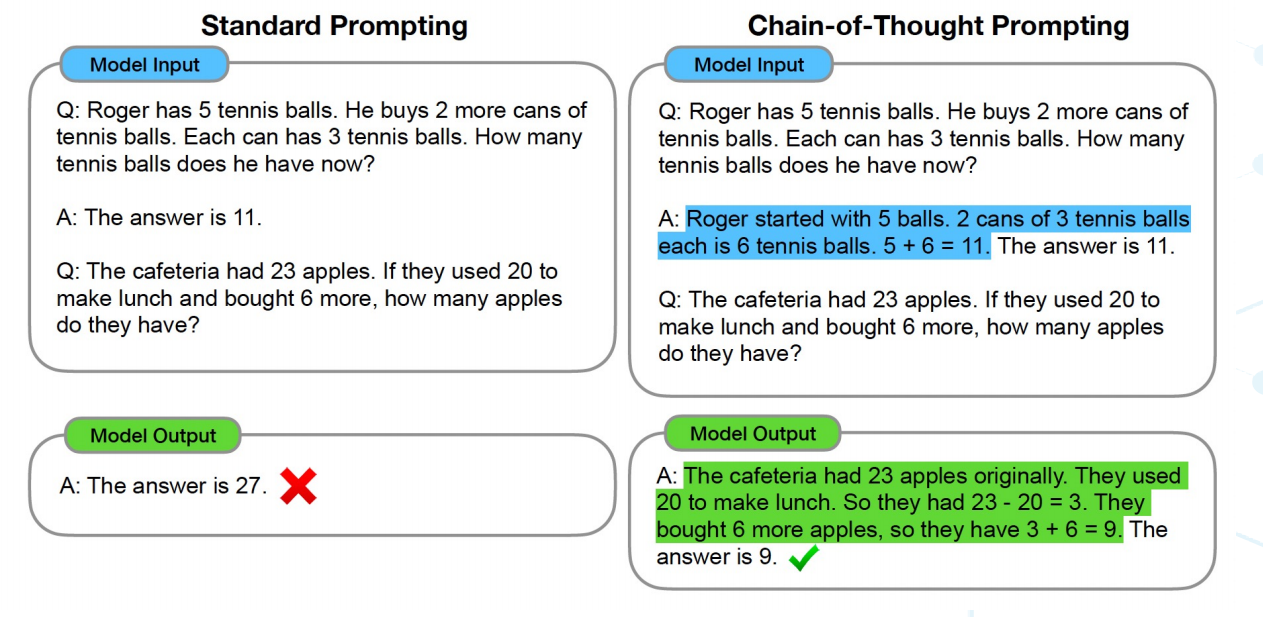 Standard Prompting
Model Input
Q: Roger has 5 tennis balls. He buys 2 more cans of
tennis balls. Each can has 3 tennis balls. How many
tennis balls does he have now?
A: The answer is 11.
Q: The cafeteria had 23 apples. If they used 20 to
make lunch and bought 6 more, how many apples
do they have?
Model Output
A: The answer is 27.
Chain-of-Thought Prompting
Model Input
Q: Roger has 5 tennis balls. He buys 2 more cans of
tennis balls. Each can has 3 tennis balls. How many
tennis balls does he have now?
A: Roger started with 5 balls. 2 cans of 3 tennis balls
each is 6 tennis balls. 5 + 6 = 11. The answer is 11.
Q: The cafeteria had 23 apples. If they used 20 to
make lunch and bought 6 more, how many apples
do they have?
Model Output
A: The cafeteria had 23 apples originally. They used
20 to make lunch. So they had 23 - 20 = 3. They
bought 6 more apples, so they have 3 + 6 = 9. The
answer is 9.